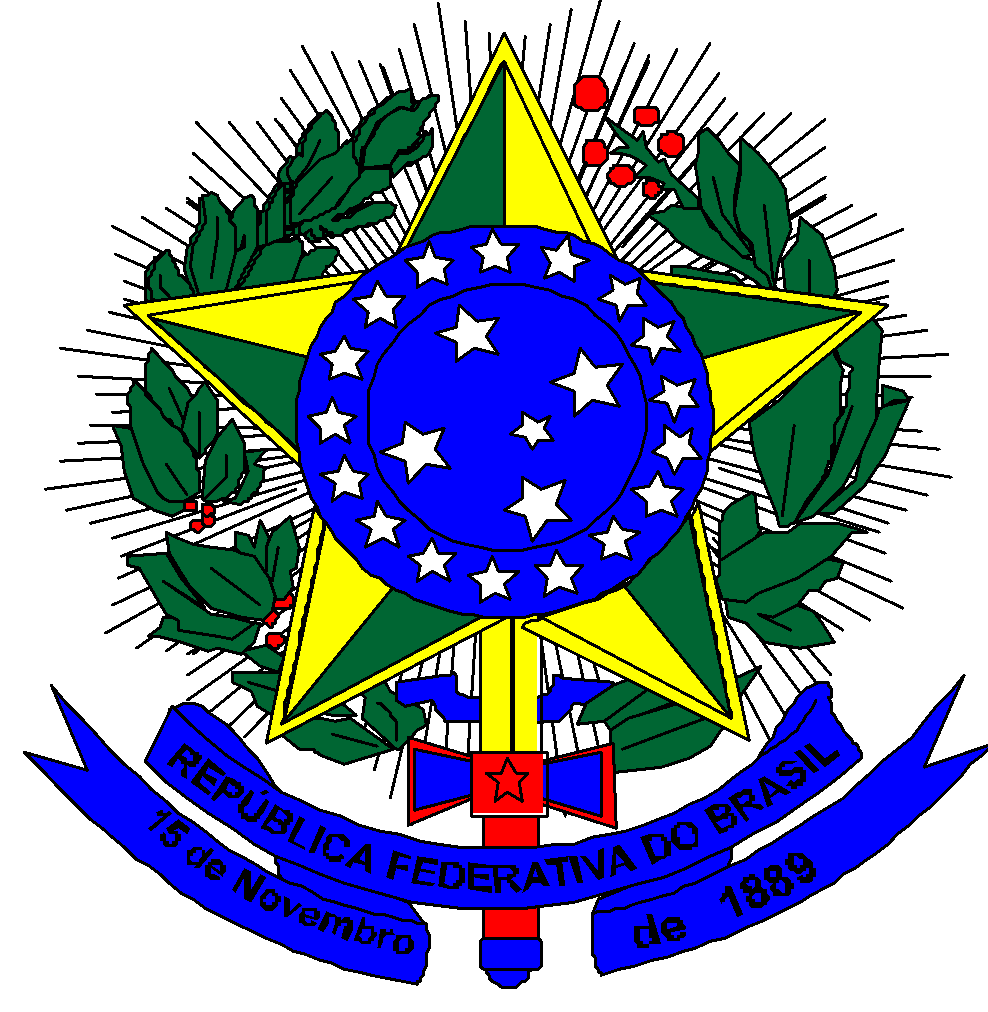 REPÚBLICA FEDERATIVA DO BRASIL
15 de Novembro de 1889